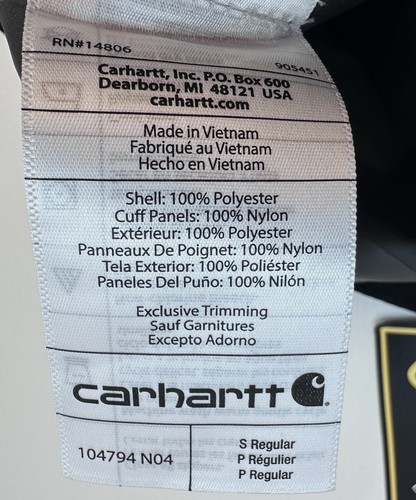 RN#14806
905451
Carhartt, Inc. P.O. Box 600
Dearborn, MI 48121 USA
carhartt.com
Made in Vietnam
Fabriqué au Vietnam
Hecho en Vietnam
Shell: 100% Polyester
Cuff Panels: 100% Nylon
Extérieur: 100% Polyester
Panneaux De Poignet: 100% Nylon
Tela Exterior: 100% Poliéster
Paneles Del Puño: 100% Nilón
Exclusive Trimming
Sauf Garnitures
Excepto Adorno
carhartt
104794 N04
S Regular
P Régulier
P Regular